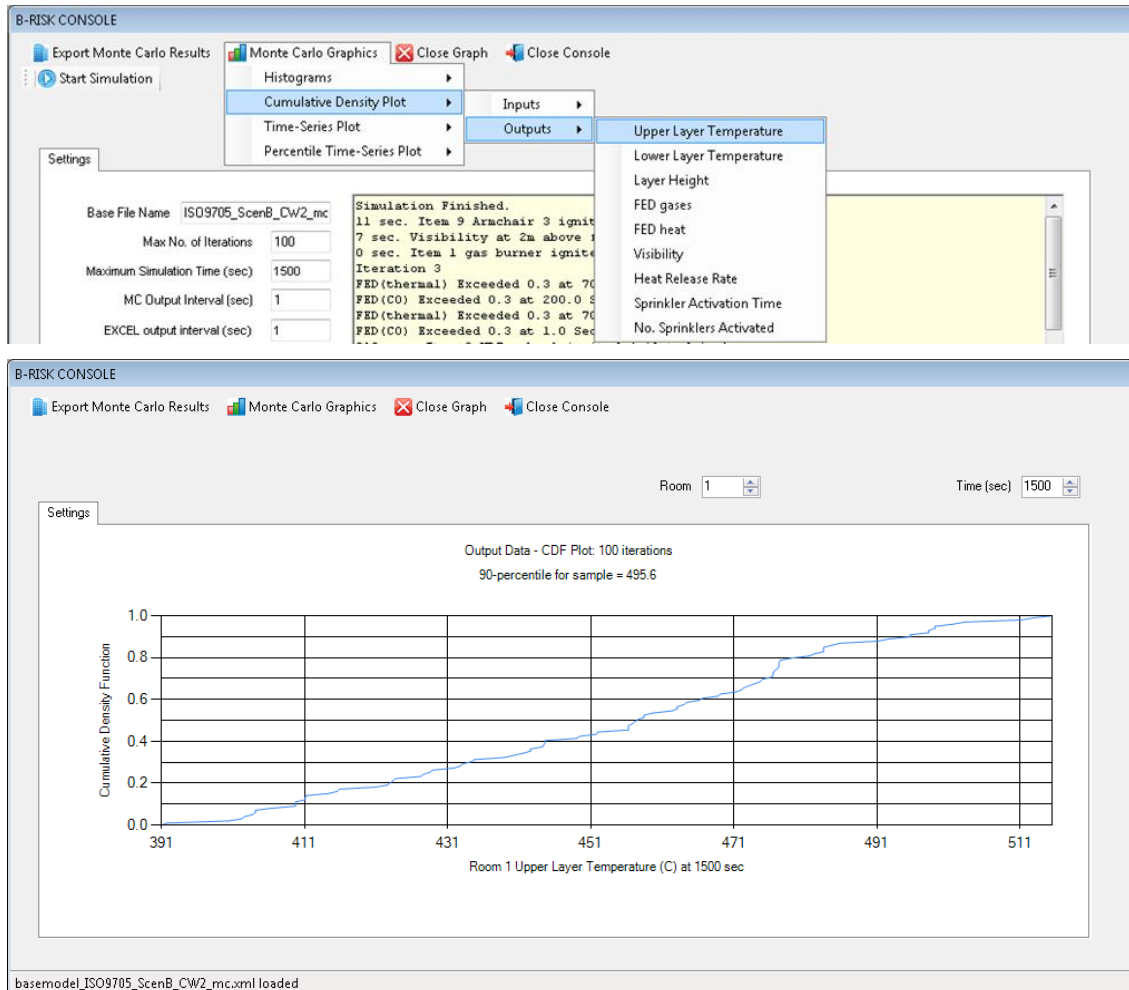 B-RISK CONSOLE
Export Monte Carlo Results Monte Carlo Graphics Close Graph Close Console
Start Simulation
Histograms
Cumulative Density Plot
Time-Series Plot
Percentile Time-Series Plot
Inputs
Outputs
Upper Layer Temperature
Lower Layer Temperature
Layer Height
FED gases
FED heat
Visibility
Heat Release Rate
Sprinkler Activation Time
No. Sprinklers Activated
Settings
Base File Name ISO9705_ScenB_CW2_mc
Max No. of Iterations 100
Maximum Simulation Time (sec) 1500
MC Output Interval (sec) 1
EXCEL output interval (sec) 1
Simulation Finished.
11 sec. Item 9 Armchair 3 ignit
7 sec. Visibility at 2m above
0 sec. Item 1 gas burner ignite
Iteration 3
FED(thermal) Exceeded 0.3 at 70
FED(CO) Exceeded 0.3 at 200.0 S
FED(thermal) Exceeded 0.3 at 70
FED(CO) Exceeded 0.3 at 1.0 Sec
B-RISK CONSOLE
Export Monte Carlo Results Monte Carlo Graphics Close Graph Close Console
Room 1 Time (sec) 1500
Settings
Output Data - CDF Plot: 100 iterations
90-percentile for sample = 495.6
Cumulative Density Function
1.0
0.8
0.6
0.4
0.2
0.0
391 411 431 451 471 491 511
Room 1 Upper Layer Temperature (C) at 1500 sec
basemodel_ISO9705_ScenB_CW2_mc.xml loaded